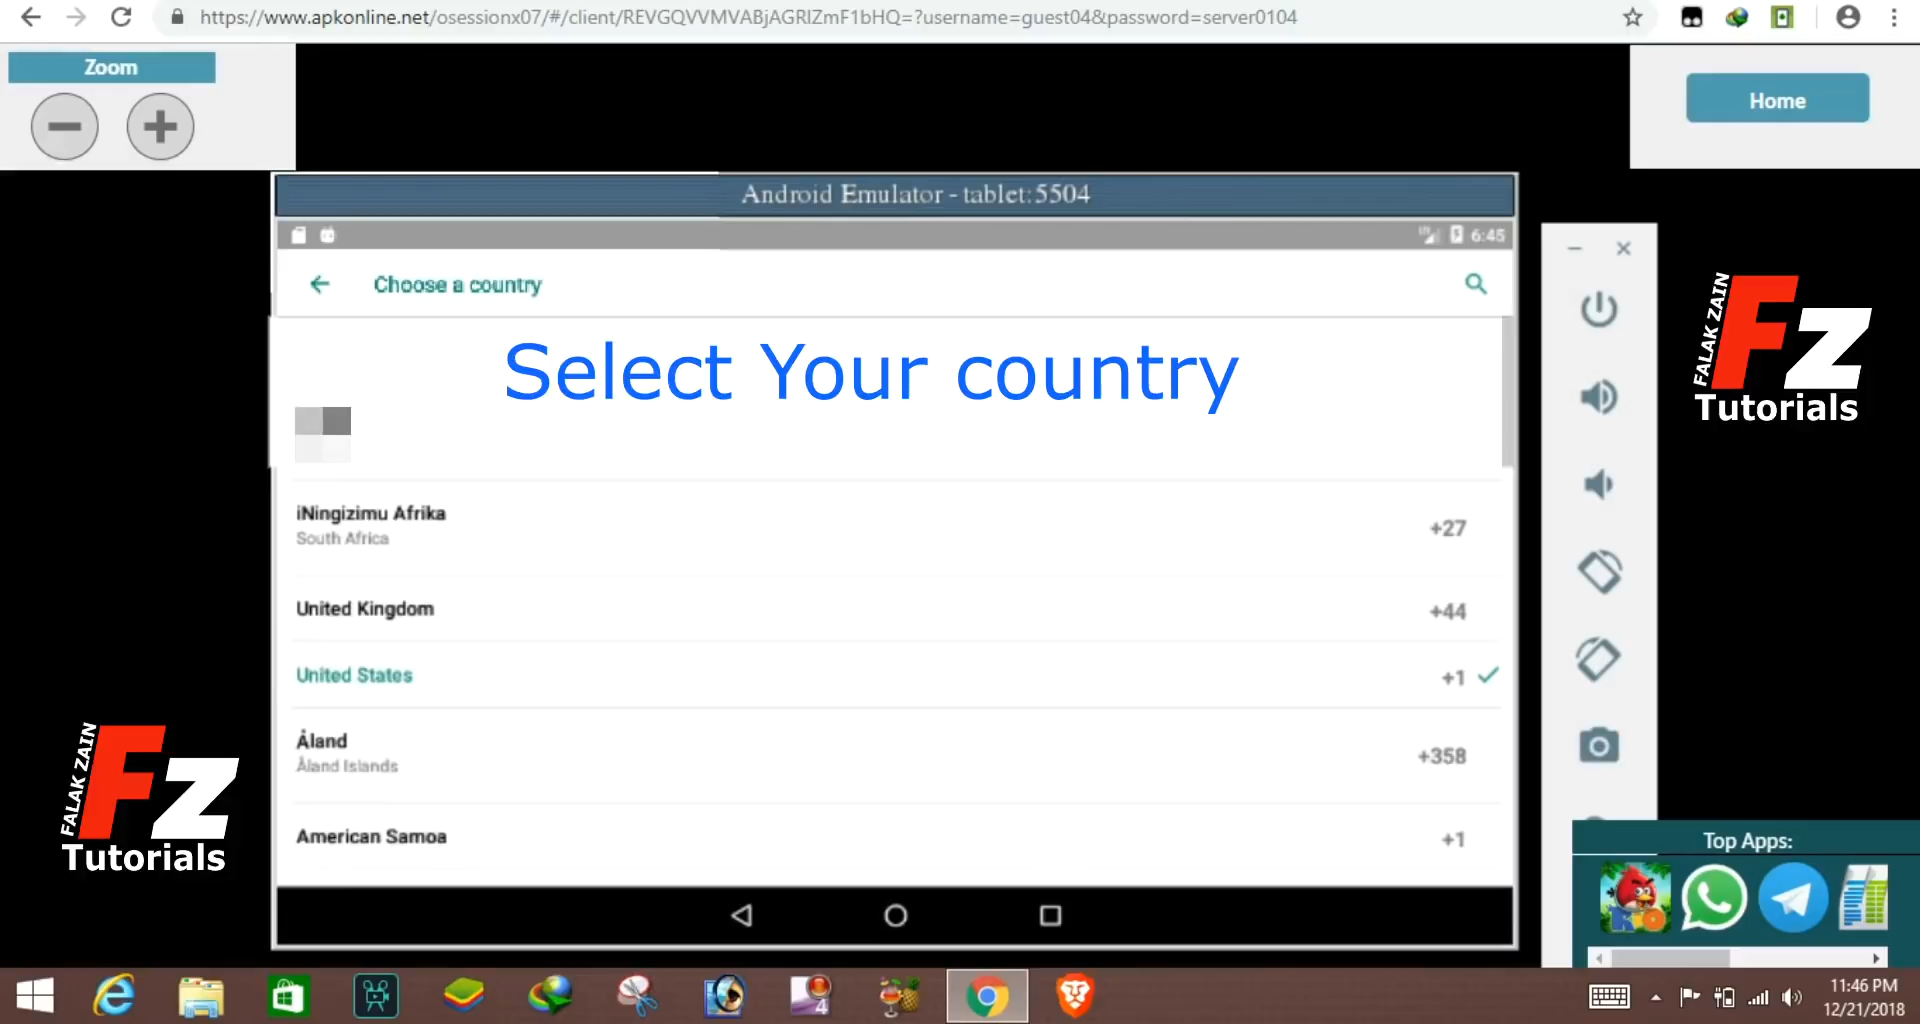 https://www.apkonline.net/osessionx07/#/client/REVGQVVMVABjAGRIZmF1bHQ=?username=guest04&password=server0104
Zoom
Home
Android Emulator - tablet:5504
6:45
Choose a country
Select Your country
iNingizimu Afrika
South Africa
+27
United Kingdom
+44
United States
+1
Åland
Åland Islands
+358
American Samoa
+1
FALAK ZAIN
Fz
Tutorials
FALAK ZAIN
Fz
Tutorials
Top Apps:
11:46 PM
12/21/2018